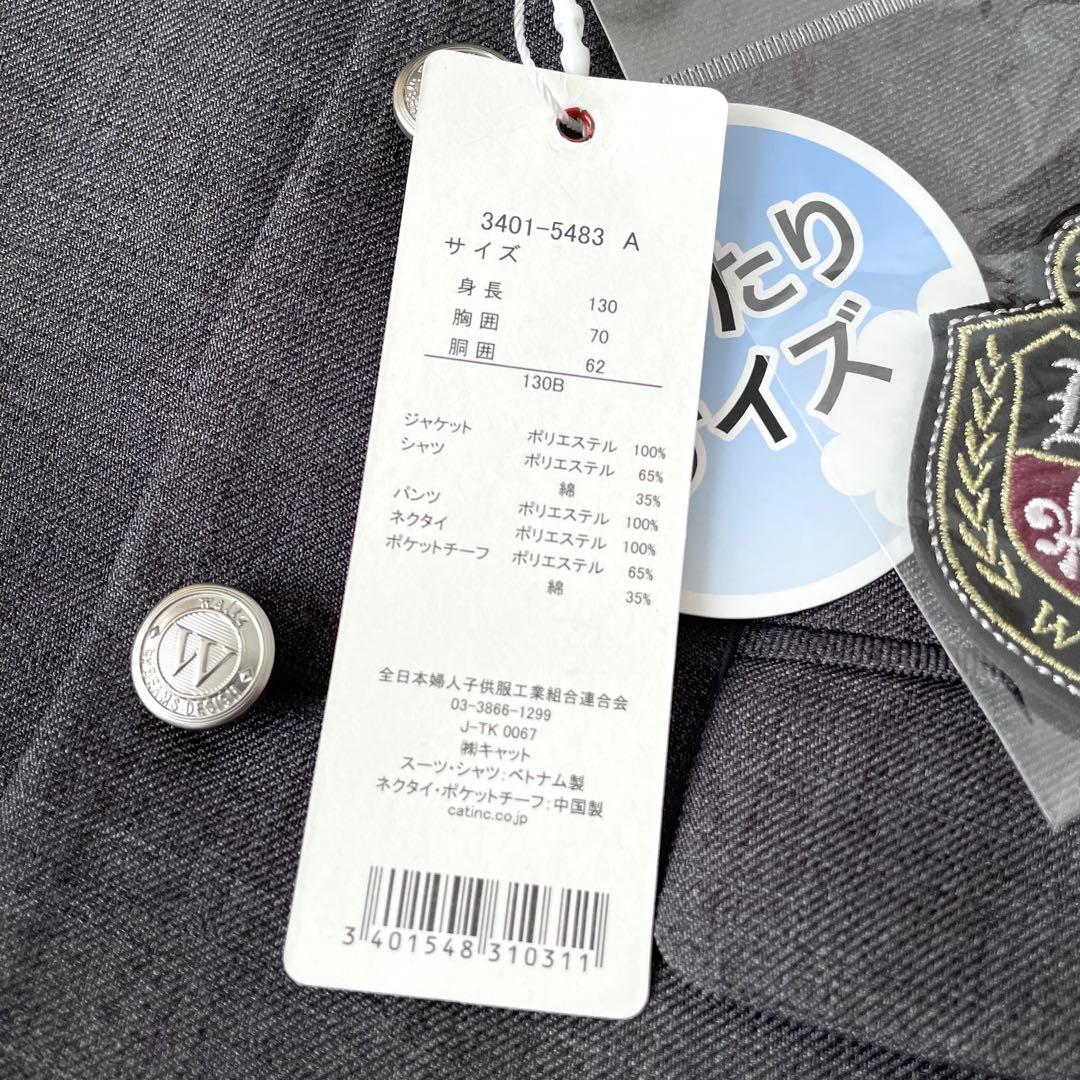 3401-5483 A
サイズ
身長 130
胸囲 70
胴囲 62
130B
ジャケット ポリエステル 100%
シャツ ポリエステル 65%
綿 35%
パンツ ポリエステル 100%
ネクタイ ポリエステル 100%
ポケットチーフ ポリエステル 65%
綿 35%
全日本婦人子供服工業組合連合会
03-3866-1299
J-TK 0067
㈱キャット
スーツ・シャツ:ベトナム製
ネクタイ・ポケットチーフ:中国製
catinc.co.jp
3 401548 310311
たり
イズ
W
by BEAMS DESIGN
W